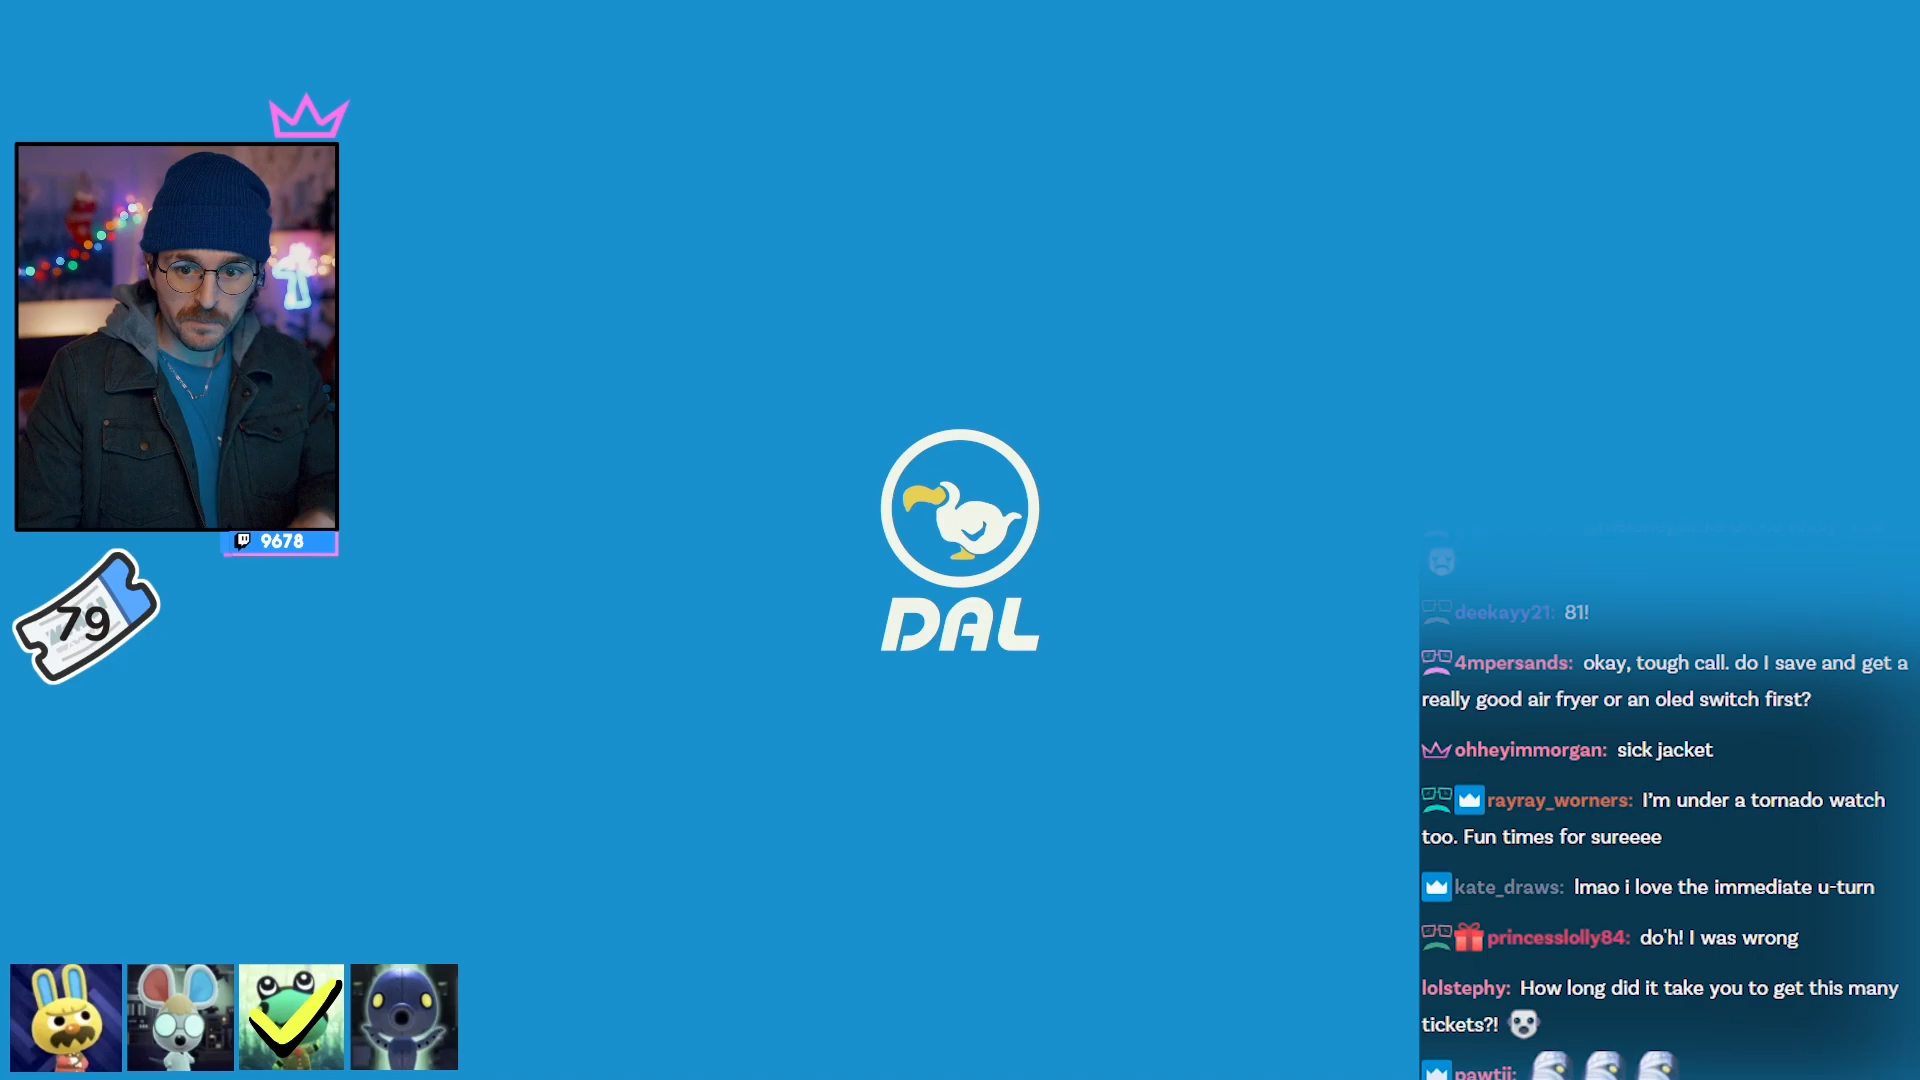 9678
79
DAL
deekayy21: 81!
4mpersands: okay, tough call. do I save and get a
really good air fryer or an oled switch first?
ohheyimmorgan: sick jacket
rayray_worners: I'm under a tornado watch
too. Fun times for sureeee
kate_draws: lmao i love the immediate u-turn
princesslolly84: do'h! I was wrong
lolstephy: How long did it take you to get this many
tickets?!
pawtii: